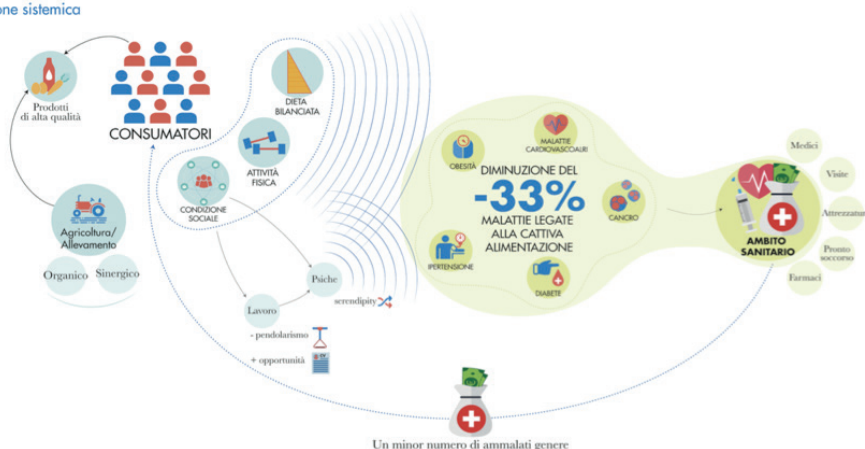 one sistemica
Prodotti
di alta qualità
CONSUMATORI
DIETA
BILANCIATA
ATTIVITÀ
FISICA
CONDIZIONE
SOCIALE
Agricoltura/
Allevamento
Organico
Sinergico
Psiche
serendipity
Lavoro
- pendolarismo
+ opportunità
OBESITÀ
MALATTIE
CARDIOVASCOLARI
DIMINUZIONE DEL
-33%
MALATTIE LEGATE
ALLA CATTIVA
ALIMENTAZIONE
CANCRO
IPERTENSIONE
DIABETE
AMBITO
SANITARIO
Medici
Visite
Attrezzatur
Pronto
soccorso
Farmaci
Un minor numero di ammalati genere